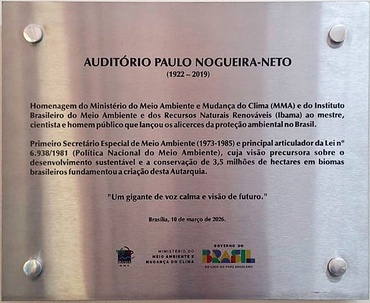 AUDITÓRIO PAULO NOGUEIRA-NETO
(1922 – 2019)
Homenagem do Ministério do Meio Ambiente e Mudança do Clima (MMA) e do Instituto
Brasileiro do Meio Ambiente e dos Recursos Naturais Renováveis (Ibama) ao mestre,
cientista e homem público que lançou os alicerces da proteção ambiental no Brasil.
Primeiro Secretário Especial de Meio Ambiente (1973-1985) e principal articulador da Lei nº
6.938/1981 (Política Nacional do Meio Ambiente), cuja visão precursora sobre o
desenvolvimento sustentável e a conservação de 3,5 milhões de hectares em biomas
brasileiros fundamentou a criação desta Autarquia.
"Um gigante de voz calma e visão de futuro."
Brasília, 10 de março de 2026.
MINISTÉRIO DO
MEIO AMBIENTE E
MUDANÇA DO CLIMA
GOVERNO DO
BRASIL
DO LADO DO POVO BRASILEIRO